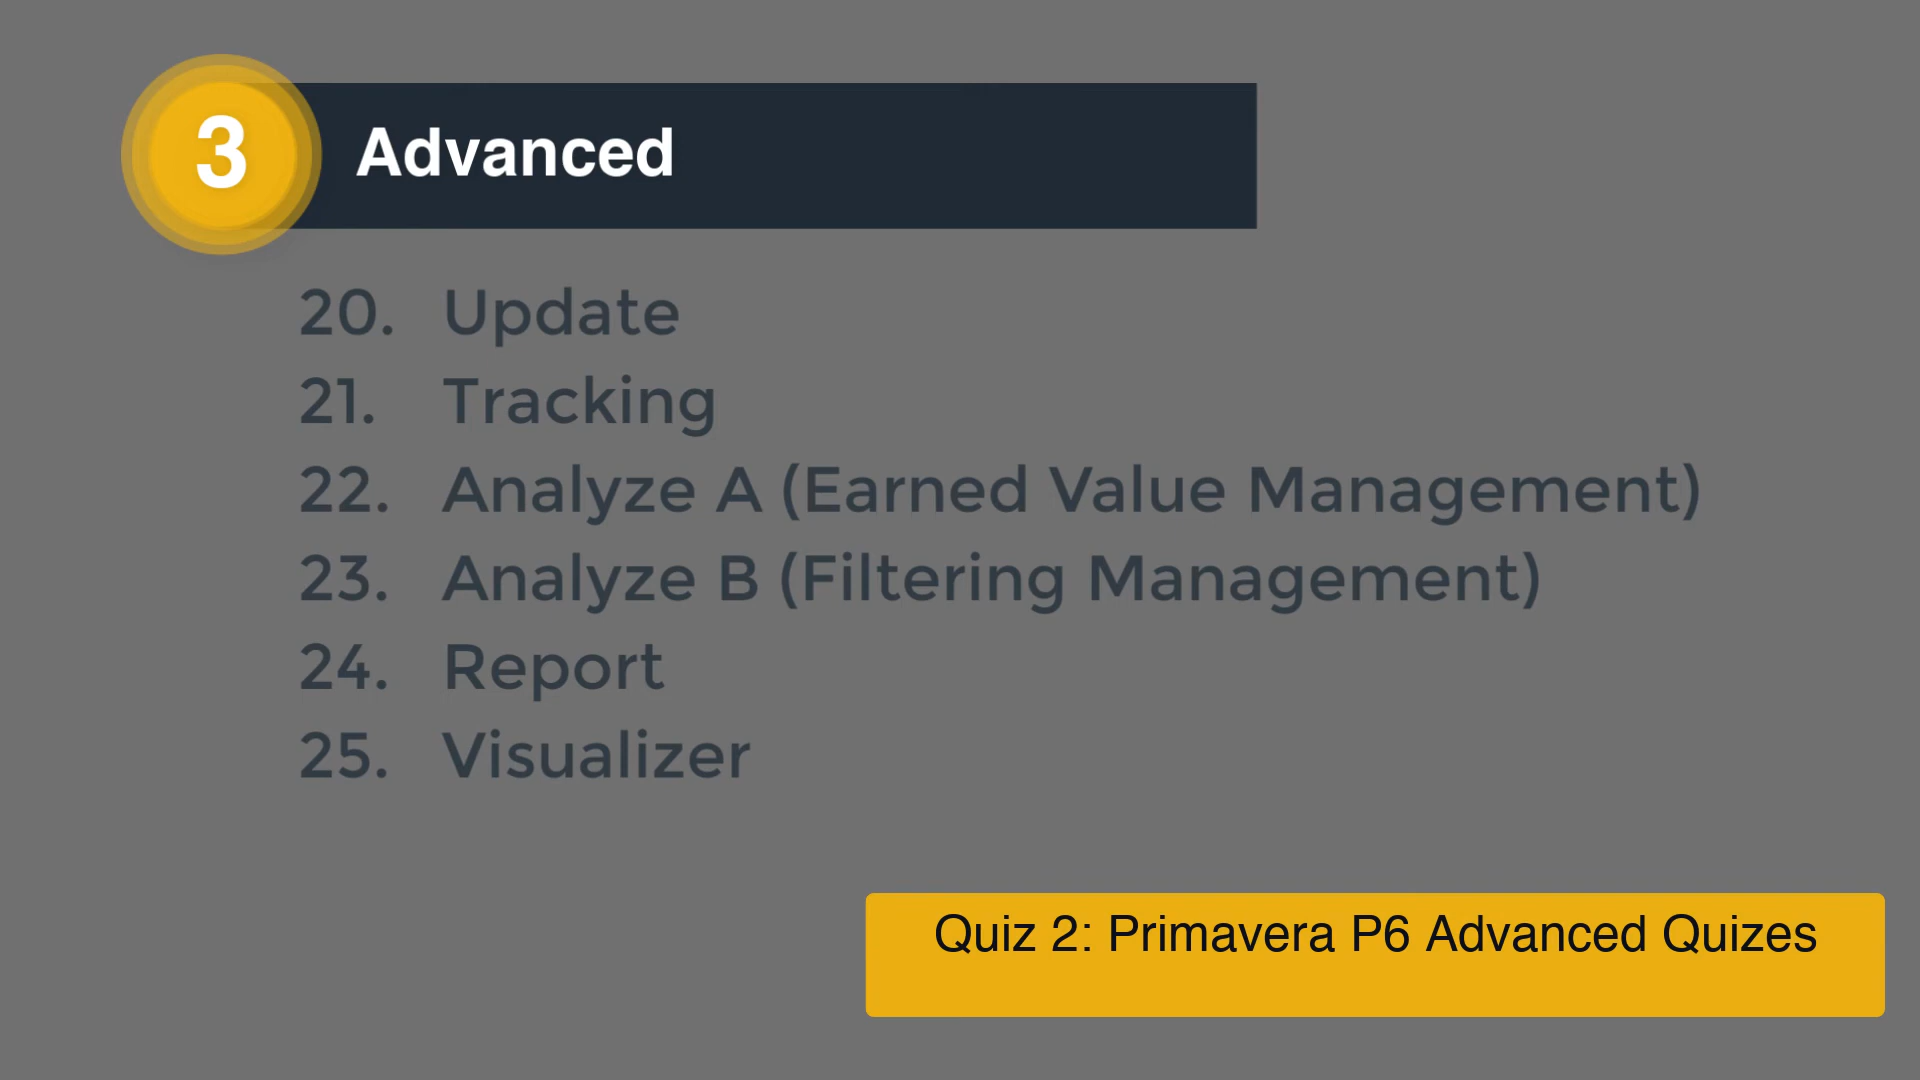 3 Advanced
20. Update
21. Tracking
22. Analyze A (Earned Value Management)
23. Analyze B (Filtering Management)
24. Report
25. Visualizer
Quiz 2: Primavera P6 Advanced Quizes